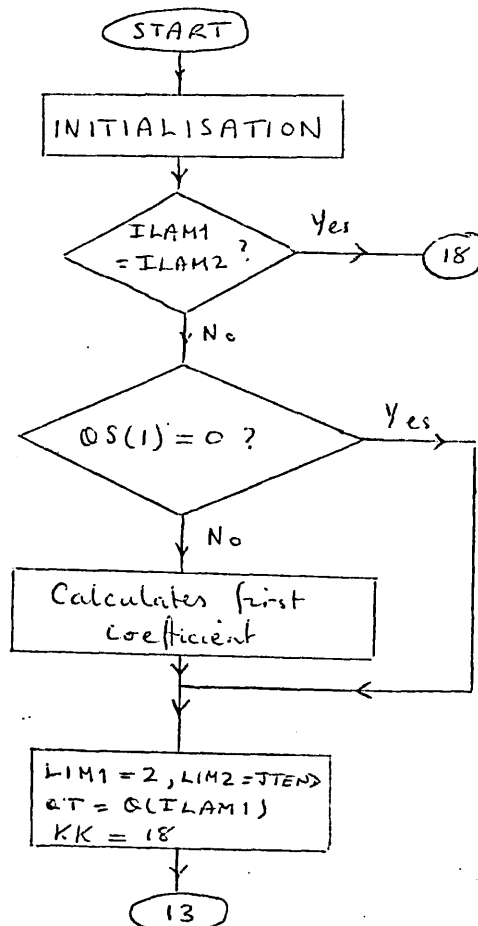 START
INITIALISATION
ILAM1
= ILAM2 ?
Yes
18
No
QS(1) = 0 ?
Yes
No
Calculates first
coefficient
LIM1 = 2, LIM2 = JTEND
QT = Q(ILAM1)
KK = 18
13